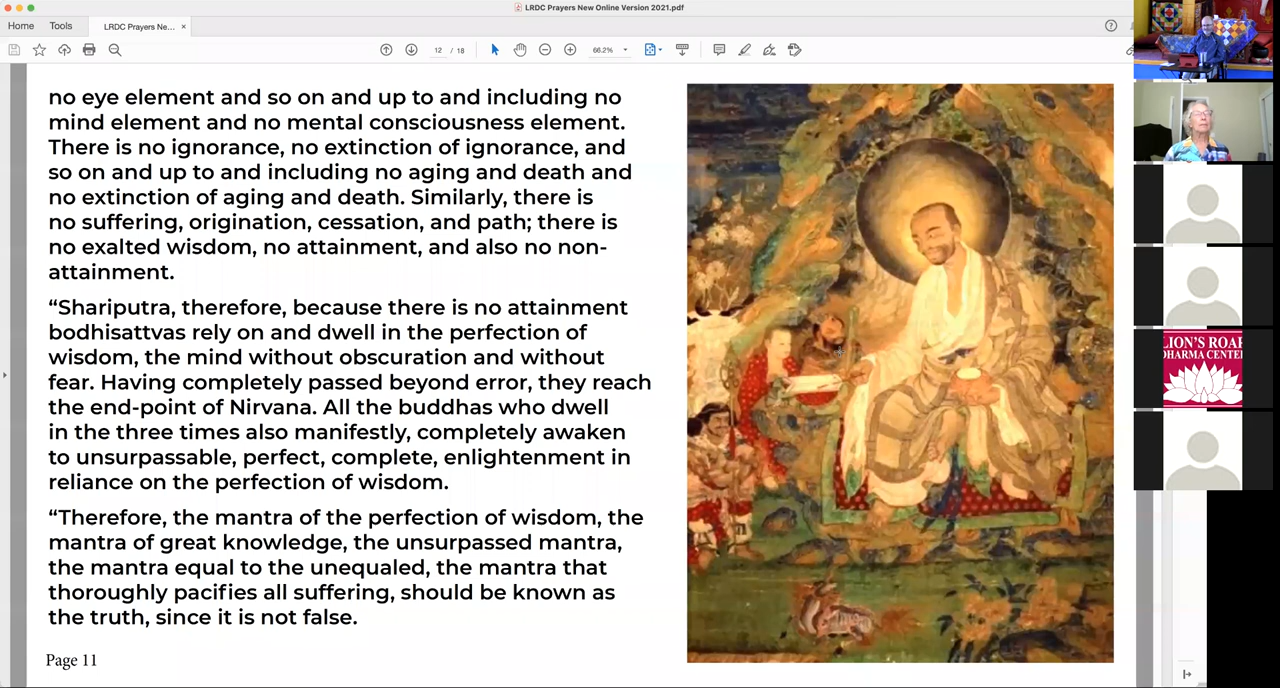 LRDC Prayers New Online Version 2021.pdf
Home Tools LRDC Prayers Ne... ×
12 / 18 66.2%
no eye element and so on and up to and including no
mind element and no mental consciousness element.
There is no ignorance, no extinction of ignorance, and
so on and up to and including no aging and death and
no extinction of aging and death. Similarly, there is
no suffering, origination, cessation, and path; there is
no exalted wisdom, no attainment, and also no non-
attainment.
“Shariputra, therefore, because there is no attainment
bodhisattvas rely on and dwell in the perfection of
wisdom, the mind without obscuration and without
fear. Having completely passed beyond error, they reach
the end-point of Nirvana. All the buddhas who dwell
in the three times also manifestly, completely awaken
to unsurpassable, perfect, complete, enlightenment in
reliance on the perfection of wisdom.
“Therefore, the mantra of the perfection of wisdom, the
mantra of great knowledge, the unsurpassed mantra,
the mantra equal to the unequaled, the mantra that
thoroughly pacifies all suffering, should be known as
the truth, since it is not false.
Page 11
LION'S ROAR
DHARMA CENTER